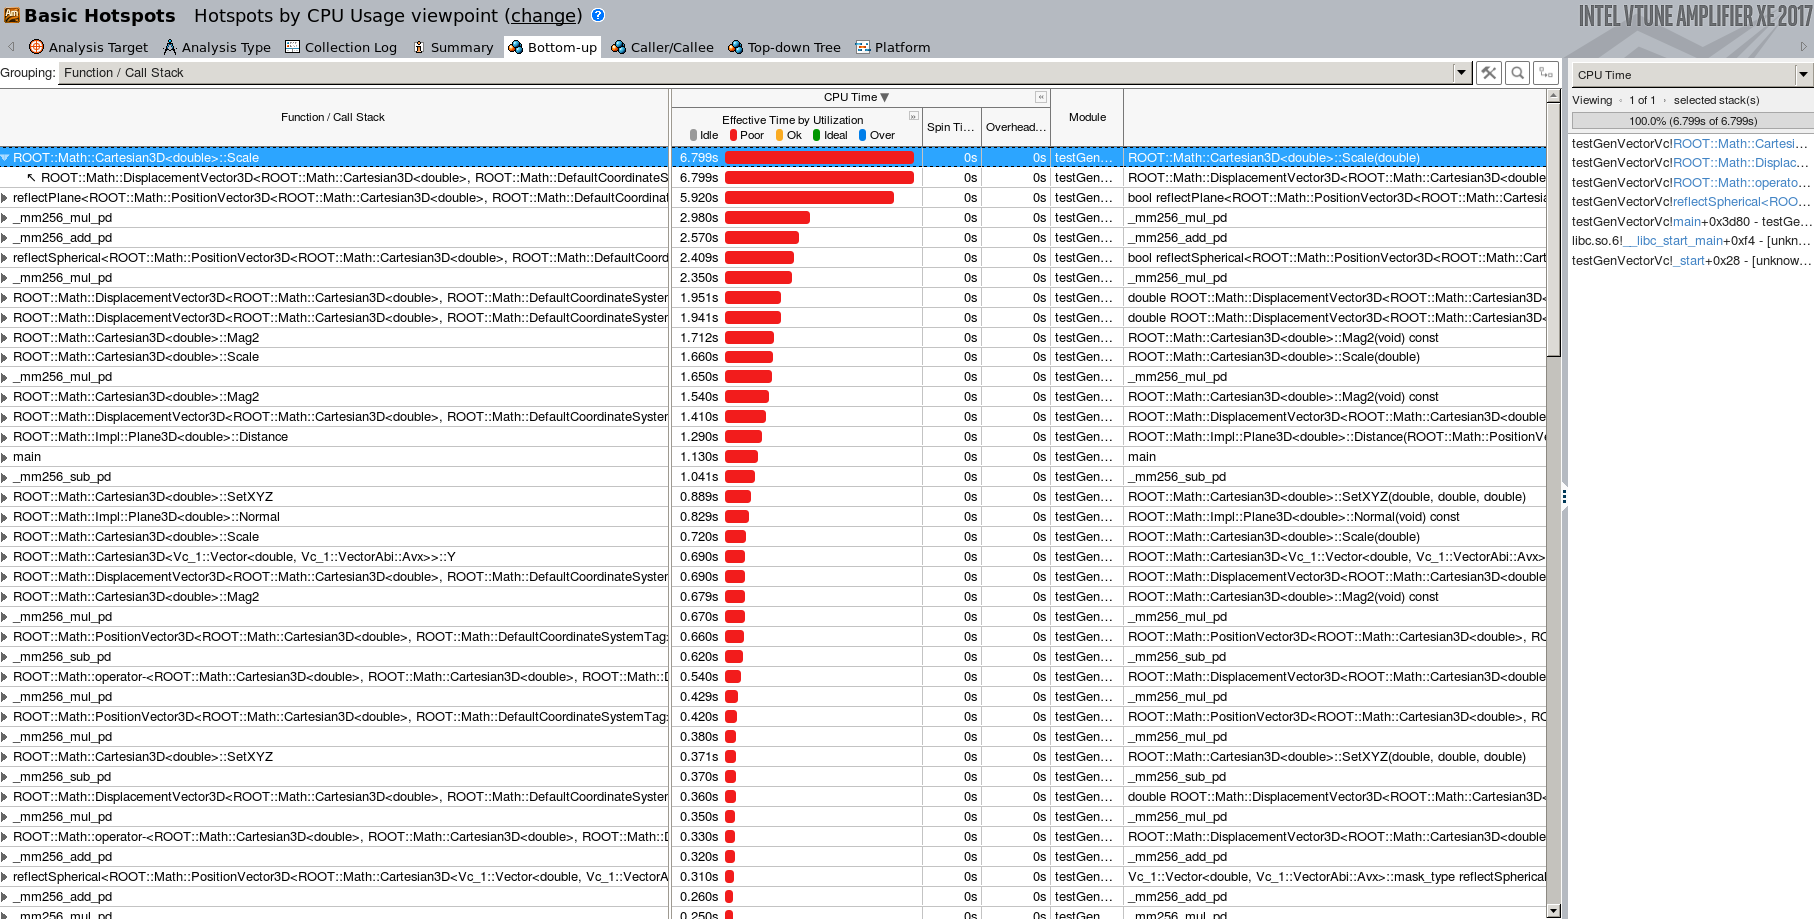 Basic Hotspots Hotspots by CPU Usage viewpoint (change) ?
INTEL VTUNE AMPLIFIER XE 2017
Analysis Target Analysis Type Collection Log Summary Bottom-up Caller/Callee Top-down Tree Platform
Grouping: Function / Call Stack
CPU Time
Viewing 1 of 1 selected stack(s)
100.0% (6.799s of 6.799s)
testGenVectorVc!ROOT::Math::Cartesi...
testGenVectorVc!ROOT::Math::Displac...
testGenVectorVc!ROOT::Math::operato...
testGenVectorVc!reflectSpherical<ROO...
testGenVectorVc!main+0x3d80 - testGe...
libc.so.6!__libc_start_main+0xf4 - [unkn...
testGenVectorVc!_start+0x28 - [unknow...
Function / Call Stack
CPU Time
Effective Time by Utilization
Idle Poor Ok Ideal Over
Spin Ti... Overhead... Module
ROOT::Math::Cartesian3D<double>::Scale 6.799s 0s 0s testGen... ROOT::Math::Cartesian3D<double>::Scale(double)
ROOT::Math::DisplacementVector3D<ROOT::Math::Cartesian3D<double>, ROOT::Math::DefaultCoordinateS 6.799s 0s 0s testGen... ROOT::Math::DisplacementVector3D<ROOT::Math::Cartesian3D<double
reflectPlane<ROOT::Math::PositionVector3D<ROOT::Math::Cartesian3D<double>, ROOT::Math::DefaultCoordinat 5.920s 0s 0s testGen... bool reflectPlane<ROOT::Math::PositionVector3D<ROOT::Math::Cartesia
_mm256_mul_pd 2.980s 0s 0s testGen... _mm256_mul_pd
_mm256_add_pd 2.570s 0s 0s testGen... _mm256_add_pd
reflectSpherical<ROOT::Math::PositionVector3D<ROOT::Math::Cartesian3D<double>, ROOT::Math::DefaultCoord 2.409s 0s 0s testGen... bool reflectSpherical<ROOT::Math::PositionVector3D<ROOT::Math::Cart
_mm256_mul_pd 2.350s 0s 0s testGen... _mm256_mul_pd
ROOT::Math::DisplacementVector3D<ROOT::Math::Cartesian3D<double>, ROOT::Math::DefaultCoordinateSyster 1.951s 0s 0s testGen... double ROOT::Math::DisplacementVector3D<ROOT::Math::Cartesian3D<
ROOT::Math::DisplacementVector3D<ROOT::Math::Cartesian3D<double>, ROOT::Math::DefaultCoordinateSyster 1.941s 0s 0s testGen... double ROOT::Math::DisplacementVector3D<ROOT::Math::Cartesian3D<
ROOT::Math::Cartesian3D<double>::Mag2 1.712s 0s 0s testGen... ROOT::Math::Cartesian3D<double>::Mag2(void) const
ROOT::Math::Cartesian3D<double>::Scale 1.660s 0s 0s testGen... ROOT::Math::Cartesian3D<double>::Scale(double)
_mm256_mul_pd 1.650s 0s 0s testGen... _mm256_mul_pd
ROOT::Math::Cartesian3D<double>::Mag2 1.540s 0s 0s testGen... ROOT::Math::Cartesian3D<double>::Mag2(void) const
ROOT::Math::DisplacementVector3D<ROOT::Math::Cartesian3D<double>, ROOT::Math::DefaultCoordinateSyster 1.410s 0s 0s testGen... ROOT::Math::DisplacementVector3D<ROOT::Math::Cartesian3D<double
ROOT::Math::Impl::Plane3D<double>::Distance 1.290s 0s 0s testGen... ROOT::Math::Impl::Plane3D<double>::Distance(ROOT::Math::PositionV
main 1.130s 0s 0s testGen... main
_mm256_sub_pd 1.041s 0s 0s testGen... _mm256_sub_pd
ROOT::Math::Cartesian3D<double>::SetXYZ 0.889s 0s 0s testGen... ROOT::Math::Cartesian3D<double>::SetXYZ(double, double, double)
ROOT::Math::Impl::Plane3D<double>::Normal 0.829s 0s 0s testGen... ROOT::Math::Impl::Plane3D<double>::Normal(void) const
ROOT::Math::Cartesian3D<double>::Scale 0.720s 0s 0s testGen... ROOT::Math::Cartesian3D<double>::Scale(double)
ROOT::Math::Cartesian3D<Vc_1::Vector<double, Vc_1::VectorAbi::Avx>>::Y 0.690s 0s 0s testGen... ROOT::Math::Cartesian3D<Vc_1::Vector<double, Vc_1::VectorAbi::Avx>
ROOT::Math::DisplacementVector3D<ROOT::Math::Cartesian3D<double>, ROOT::Math::DefaultCoordinateSyster 0.690s 0s 0s testGen... ROOT::Math::DisplacementVector3D<ROOT::Math::Cartesian3D<double
ROOT::Math::Cartesian3D<double>::Mag2 0.679s 0s 0s testGen... ROOT::Math::Cartesian3D<double>::Mag2(void) const
_mm256_mul_pd 0.670s 0s 0s testGen... _mm256_mul_pd
ROOT::Math::PositionVector3D<ROOT::Math::Cartesian3D<double>, ROOT::Math::DefaultCoordinateSystemTag: 0.660s 0s 0s testGen... ROOT::Math::PositionVector3D<ROOT::Math::Cartesian3D<double>, RO
_mm256_sub_pd 0.620s 0s 0s testGen... _mm256_sub_pd
ROOT::Math::operator-<ROOT::Math::Cartesian3D<double>, ROOT::Math::Cartesian3D<double>, ROOT::Math::D 0.540s 0s 0s testGen... ROOT::Math::DisplacementVector3D<ROOT::Math::Cartesian3D<double
_mm256_mul_pd 0.429s 0s 0s testGen... _mm256_mul_pd
ROOT::Math::PositionVector3D<ROOT::Math::Cartesian3D<double>, ROOT::Math::DefaultCoordinateSystemTag: 0.420s 0s 0s testGen... ROOT::Math::PositionVector3D<ROOT::Math::Cartesian3D<double>, RO
_mm256_mul_pd 0.380s 0s 0s testGen... _mm256_mul_pd
ROOT::Math::Cartesian3D<double>::SetXYZ 0.371s 0s 0s testGen... ROOT::Math::Cartesian3D<double>::SetXYZ(double, double, double)
_mm256_sub_pd 0.370s 0s 0s testGen... _mm256_sub_pd
ROOT::Math::DisplacementVector3D<ROOT::Math::Cartesian3D<double>, ROOT::Math::DefaultCoordinateSyster 0.360s 0s 0s testGen... double ROOT::Math::DisplacementVector3D<ROOT::Math::Cartesian3D<
_mm256_mul_pd 0.350s 0s 0s testGen... _mm256_mul_pd
ROOT::Math::operator-<ROOT::Math::Cartesian3D<double>, ROOT::Math::Cartesian3D<double>, ROOT::Math::D 0.330s 0s 0s testGen... ROOT::Math::DisplacementVector3D<ROOT::Math::Cartesian3D<double
_mm256_add_pd 0.320s 0s 0s testGen... _mm256_add_pd
reflectSpherical<ROOT::Math::PositionVector3D<ROOT::Math::Cartesian3D<Vc_1::Vector<double, Vc_1::VectorA 0.310s 0s 0s testGen... Vc_1::Vector<double, Vc_1::VectorAbi::Avx>::mask_type reflectSpherical
_mm256_add_pd 0.260s 0s 0s testGen... _mm256_add_pd
_mm256_mul_pd 0.250s 0s 0s testGen... _mm256_mul_pd